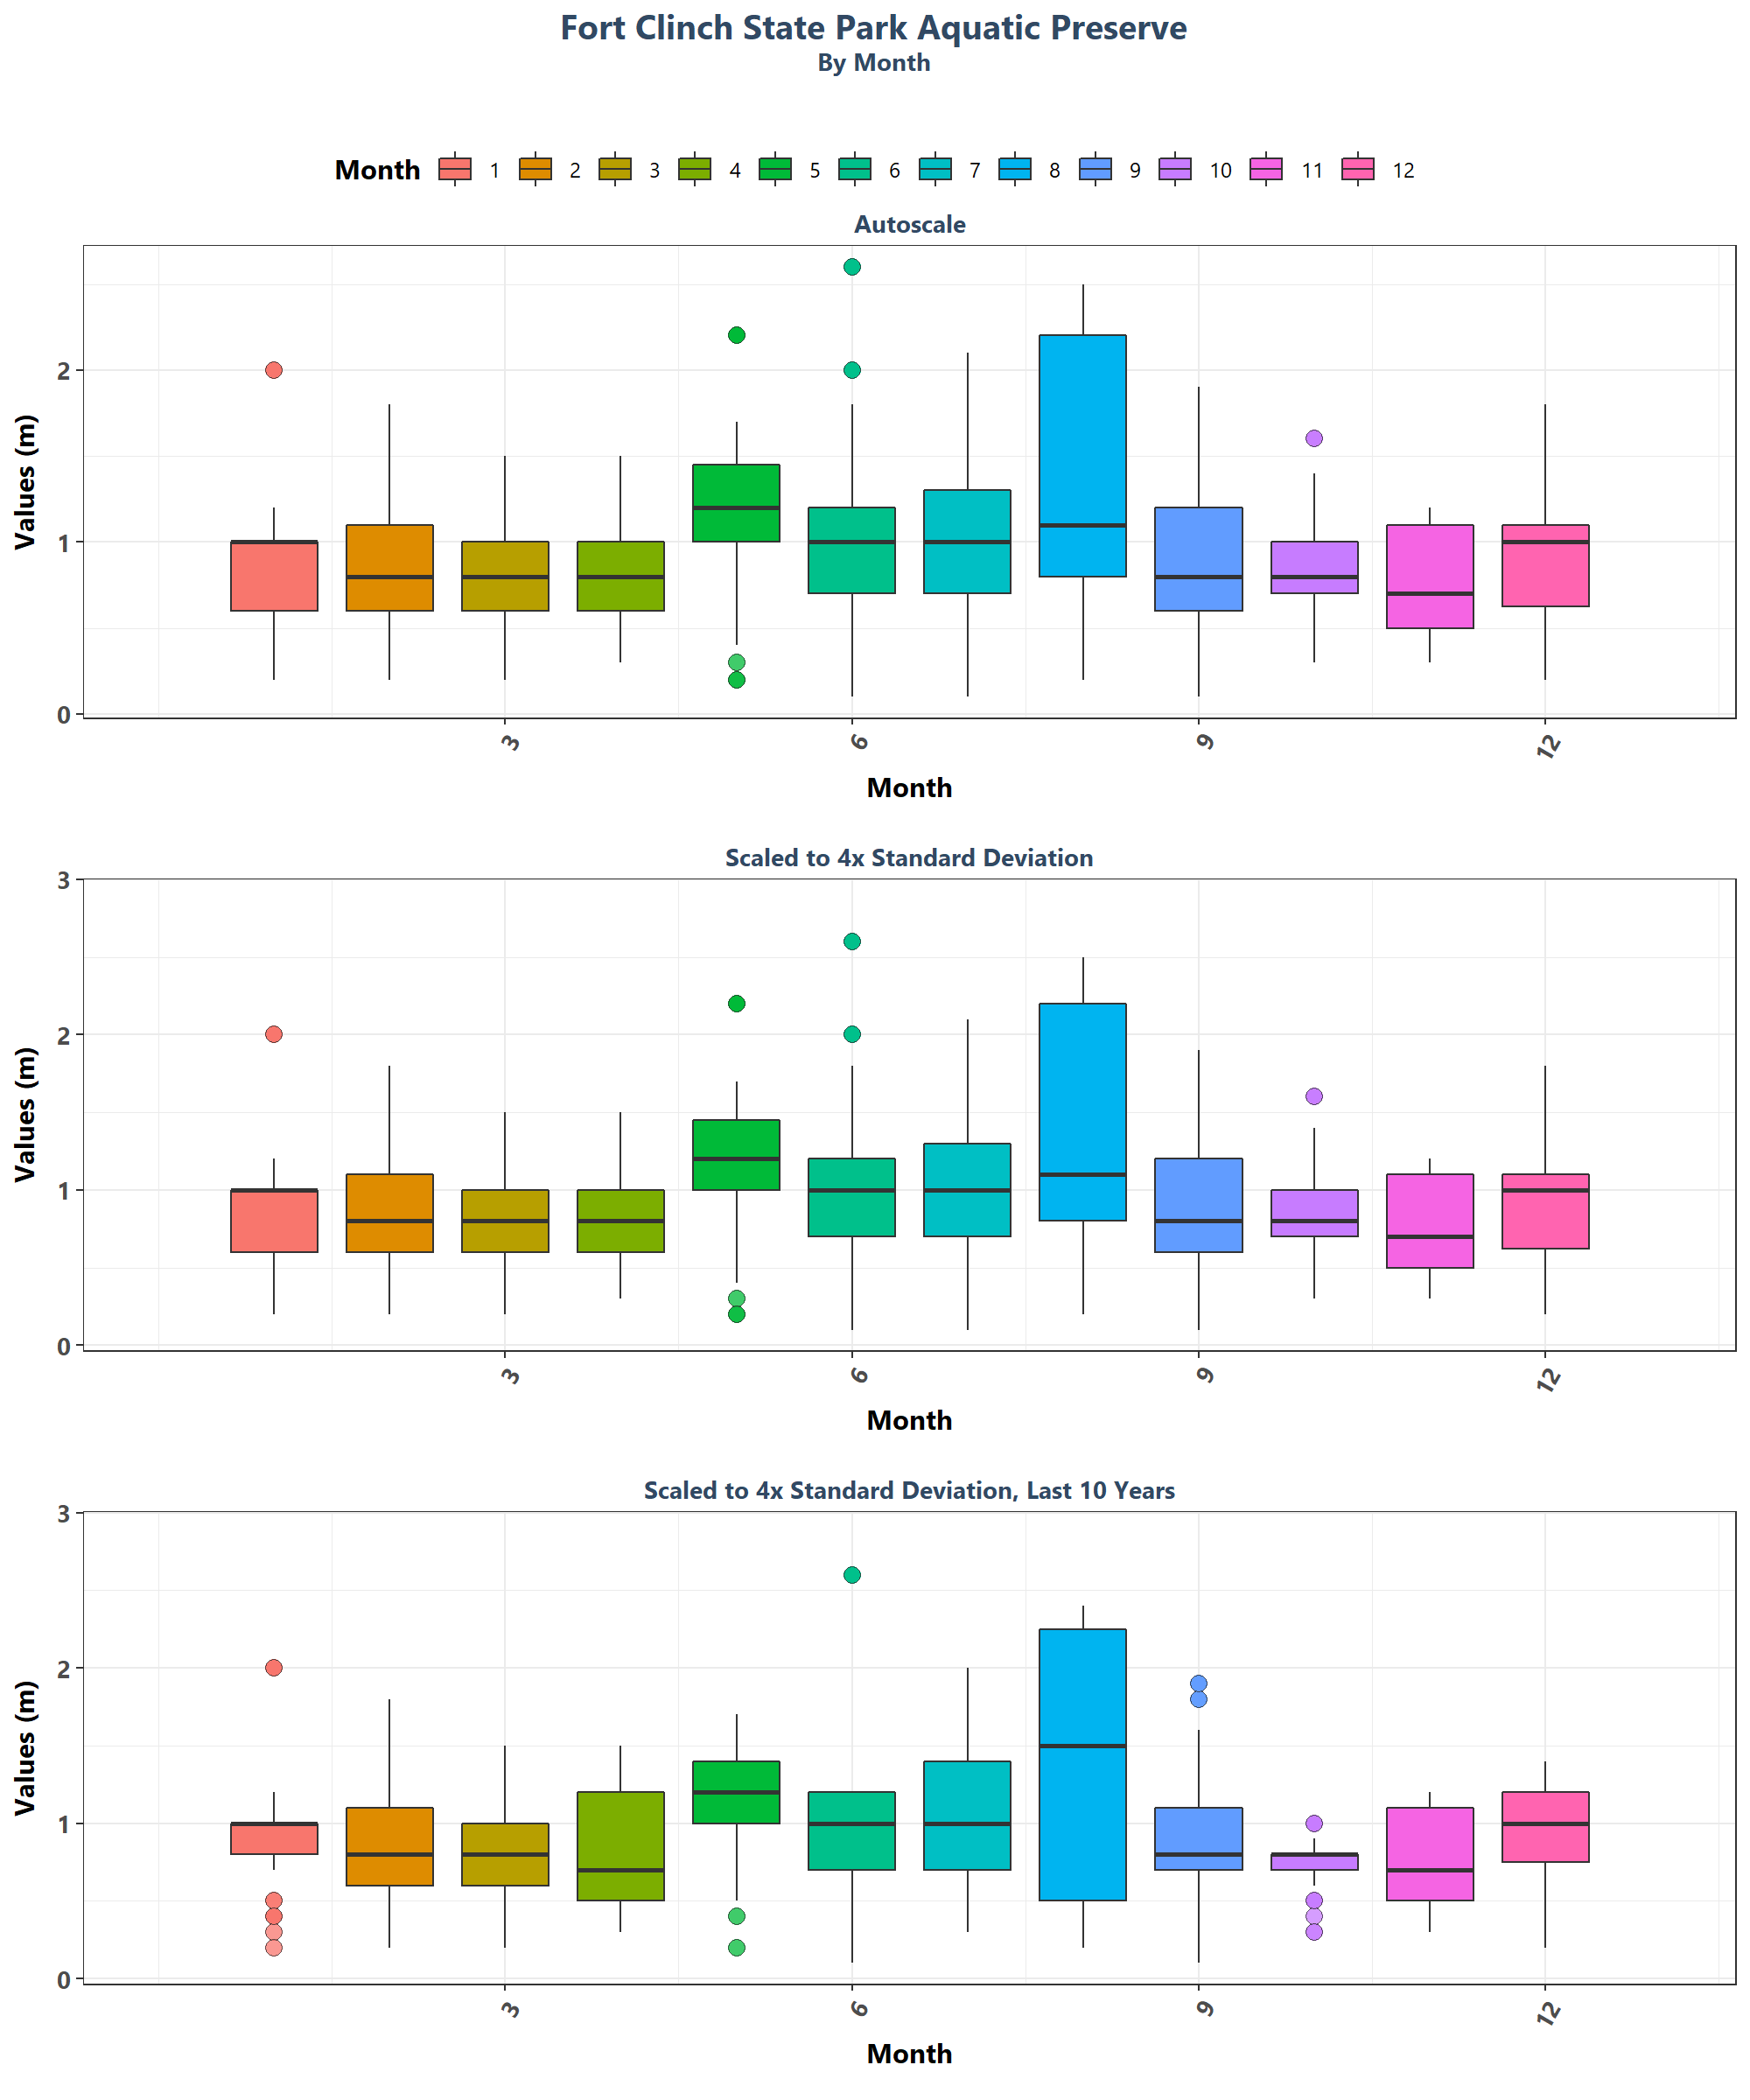 Fort Clinch State Park Aquatic Preserve
By Month
Month 1 2 3 4 5 6 7 8 9 10 11 12
Autoscale
Values (m)
2
1
0
3 6 9 12
Month
Scaled to 4x Standard Deviation
Values (m)
3
2
1
0
3 6 9 12
Month
Scaled to 4x Standard Deviation, Last 10 Years
Values (m)
3
2
1
0
3 6 9 12
Month